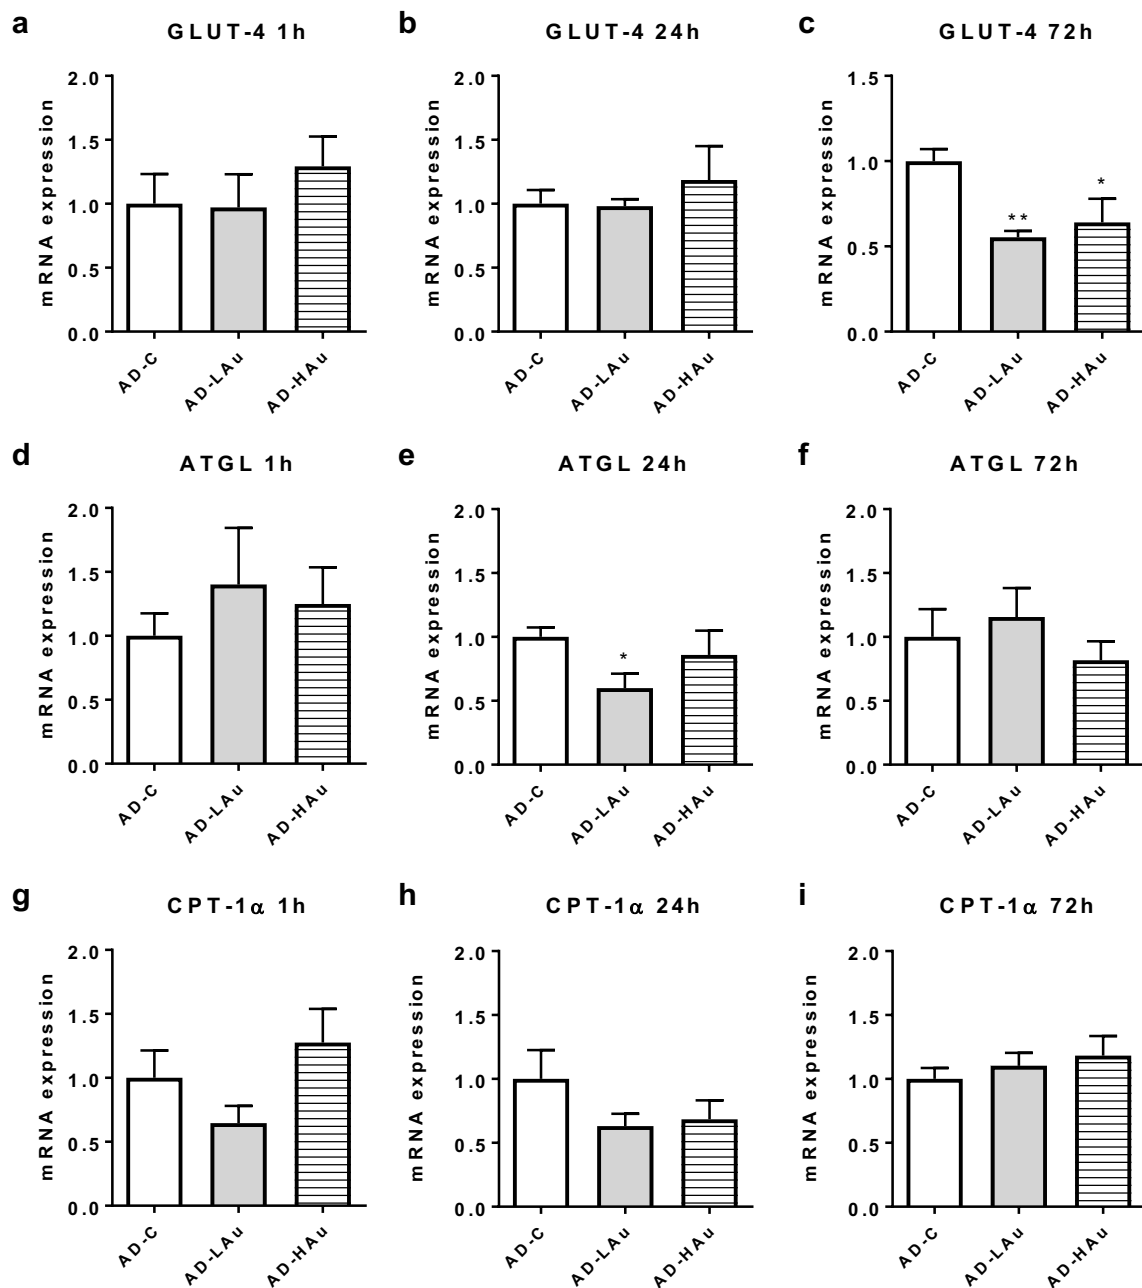 a
GLUT-4 1h
mRNA expression
2.0
1.5
1.0
0.5
0.0
AD-C
AD-LAu
AD-HAu
b
GLUT-4 24h
mRNA expression
2.0
1.5
1.0
0.5
0.0
AD-C
AD-LAu
AD-HAu
c
GLUT-4 72h
mRNA expression
1.5
1.0
0.5
0.0
**
*
AD-C
AD-LAu
AD-HAu
d
ATGL 1h
mRNA expression
2.0
1.5
1.0
0.5
0.0
AD-C
AD-LAu
AD-HAu
e
ATGL 24h
mRNA expression
2.0
1.5
1.0
0.5
0.0
*
AD-C
AD-LAu
AD-HAu
f
ATGL 72h
mRNA expression
2.0
1.5
1.0
0.5
0.0
AD-C
AD-LAu
AD-HAu
g
CPT-1α 1h
mRNA expression
2.0
1.5
1.0
0.5
0.0
AD-C
AD-LAu
AD-HAu
h
CPT-1α 24h
mRNA expression
2.0
1.5
1.0
0.5
0.0
AD-C
AD-LAu
AD-HAu
i
CPT-1α 72h
mRNA expression
2.0
1.5
1.0
0.5
0.0
AD-C
AD-LAu
AD-HAu